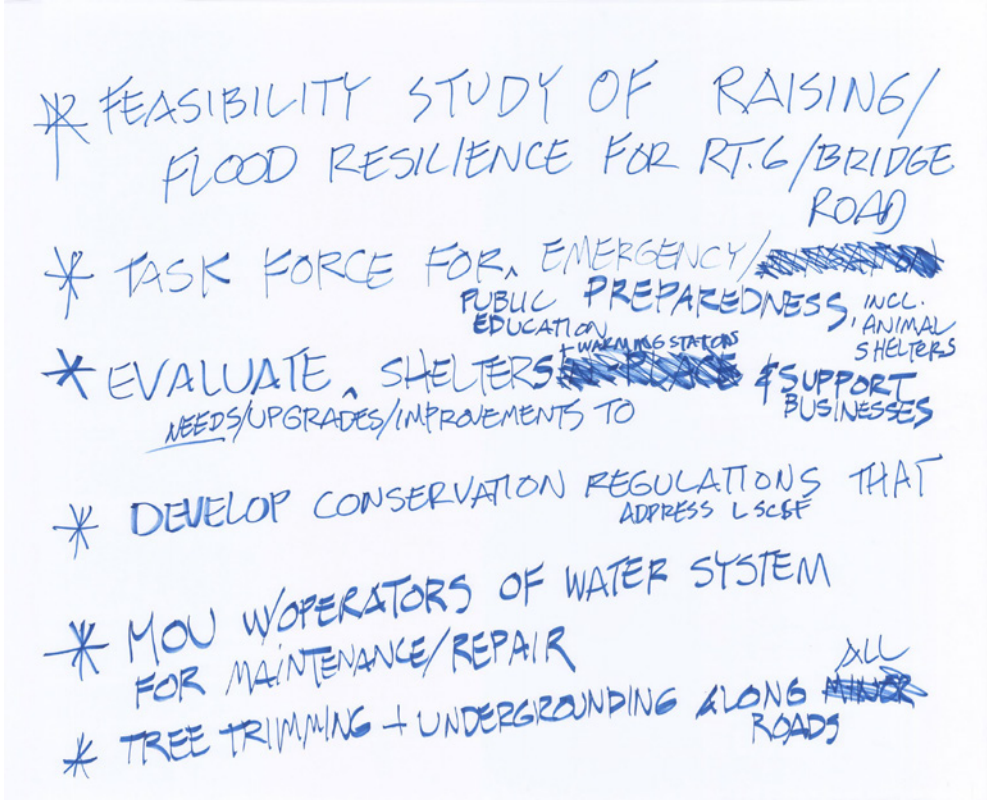 * FEASIBILITY STUDY OF RAISING/
FLOOD RESILIENCE FOR RT.6/BRIDGE
ROAD
* TASK FORCE FOR ^ EMERGENCY/
PUBLIC EDUCATION
PREPAREDNESS, INCL. ANIMAL SHELTERS
* EVALUATE ^ SHELTERS
+ WARMING STATIONS
& SUPPORT BUSINESSES
NEEDS/UPGRADES/IMPROVEMENTS TO
* DEVELOP CONSERVATION REGULATIONS THAT
ADDRESS LSCSF
* MOU W/OPERATORS OF WATER SYSTEM
FOR MAINTENANCE/REPAIR
ALL
* TREE TRIMMING + UNDERGROUNDING ALONG
ROADS